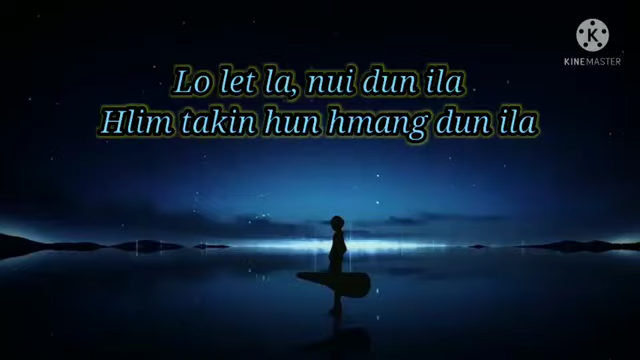 KINEMASTER
Lo let la, nui dun ila
Hlim takin hun hmang dun ila